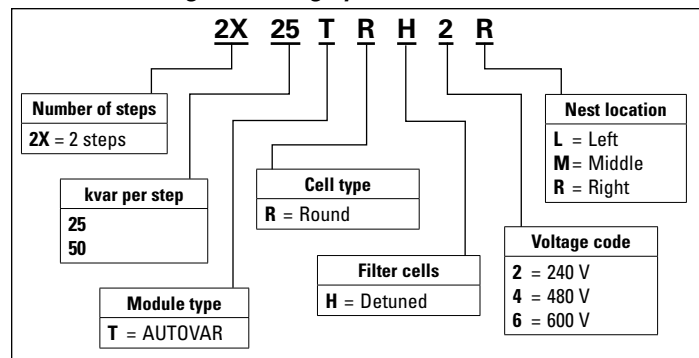 2X 25 T R H 2 R
Number of steps
2X = 2 steps
kvar per step
25
50
Module type
T = AUTOVAR
Cell type
R = Round
Filter cells
H = Detuned
Voltage code
2 = 240 V
4 = 480 V
6 = 600 V
Nest location
L = Left
M= Middle
R = Right